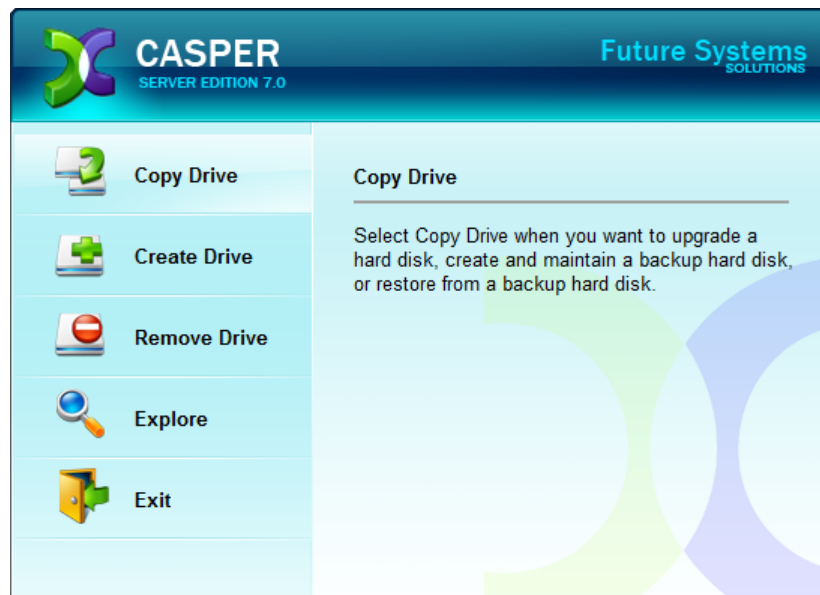 CASPER
SERVER EDITION 7.0
Future Systems
SOLUTIONS
Copy Drive
Create Drive
Remove Drive
Explore
Exit
Copy Drive
Select Copy Drive when you want to upgrade a
hard disk, create and maintain a backup hard disk,
or restore from a backup hard disk.